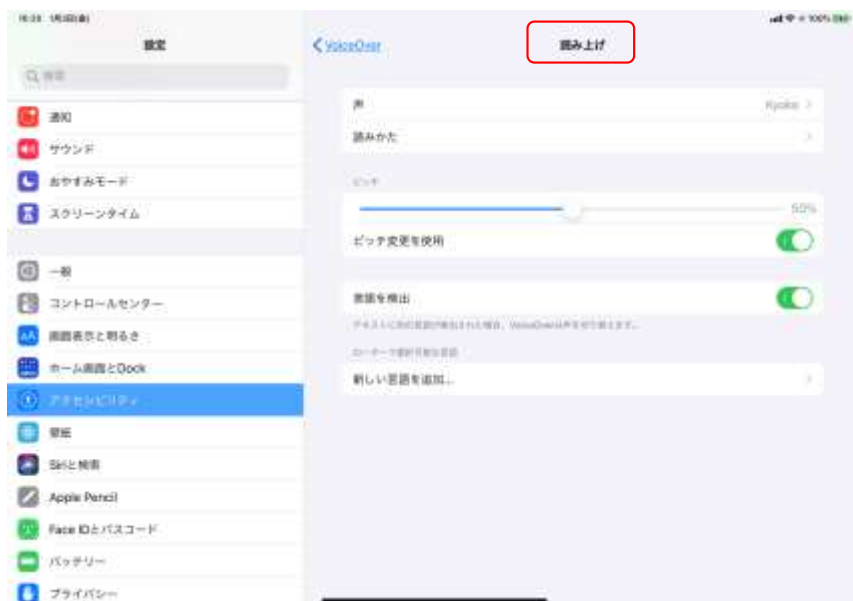 設定
VoiceOver
読み上げ
100%
検索
通知
サウンド
おやすみモード
スクリーンタイム
一般
コントロールセンター
画面表示と明るさ
ホーム画面とDock
アクセシビリティ
壁紙
Siriと検索
Apple Pencil
Face IDとパスコード
バッテリー
プライバシー
声
Kyoko
読みかた
ピッチ
50%
ピッチ変更を使用
言語を検出
新しい言語を追加...